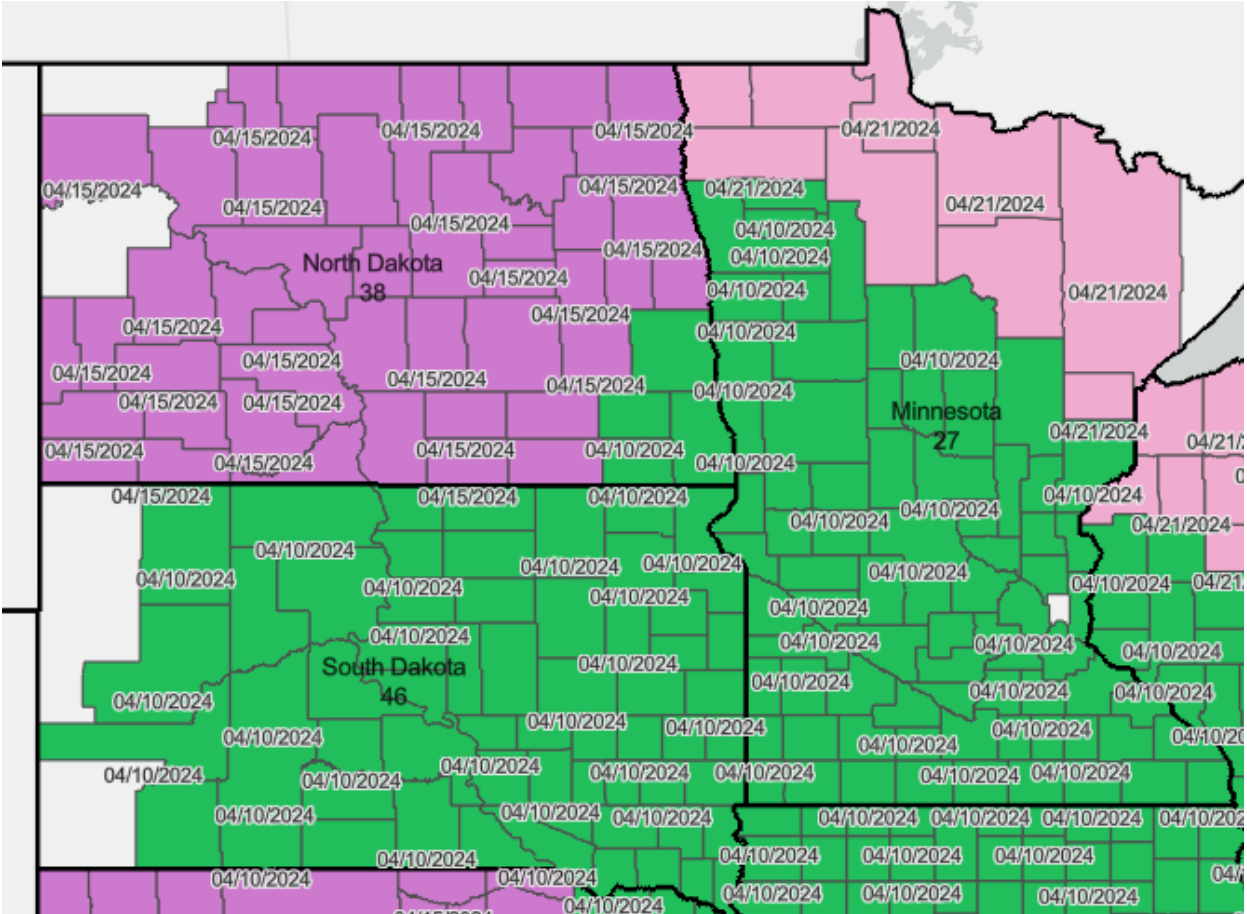 04/15/2024 04/15/2024 04/15/2024 04/21/2024
04/15/2024 04/15/2024 04/21/2024
04/15/2024 04/15/2024 04/10/2024 04/21/2024
04/15/2024 04/10/2024
North Dakota 04/15/2024
38 04/10/2024 04/21/2024
04/15/2024 04/15/2024 04/10/2024
04/15/2024 04/15/2024 04/15/2024 04/15/2024 04/10/2024 04/10/2024
04/15/2024 04/15/2024 Minnesota
27
04/15/2024 04/15/2024 04/15/2024 04/10/2024 04/10/2024 04/21/2024
04/15/2024 04/15/2024 04/10/2024 04/10/2024 04/10/2024
04/10/2024 04/21/2024
04/10/2024 04/10/2024 04/10/2024 04/10/2024
04/10/2024 04/10/2024 04/10/2024 04/10/2024
04/10/2024 04/10/2024 04/10/2024
South Dakota 04/10/2024 04/10/2024 04/10/2024
46 04/10/2024 04/10/2024 04/10/2024
04/10/2024 04/10/2024 04/10/2024
04/10/2024 04/10/2024
04/10/2024 04/10/2024 04/10/2024 04/10/2024 04/10/2024 04/10/2024 04/10/2024
04/10/2024 04/10/2024 04/10/2024 04/10/2024 04/10/2024
04/10/2024 04/10/2024 04/10/2024 04/10/2024
04/10/2024 04/10/2024 04/10/2024 04/10/2024 04/10/2024
04/10/2024